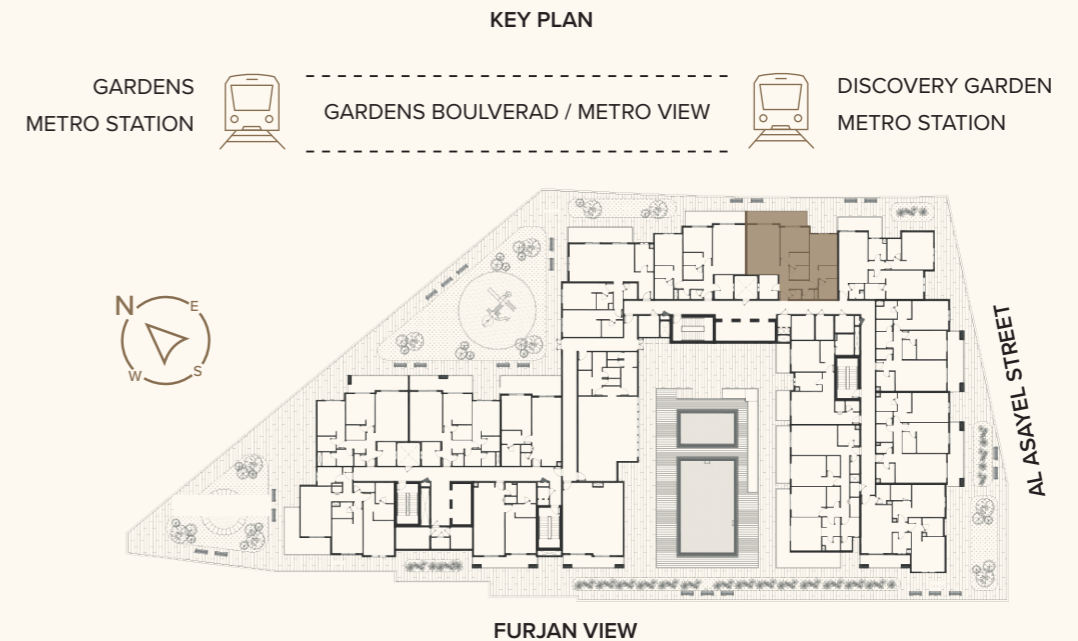 KEY PLAN
GARDENS
METRO STATION
GARDENS BOULVERAD / METRO VIEW
DISCOVERY GARDEN
METRO STATION
N
E
W
S
AL ASAYEL STREET
FURJAN VIEW